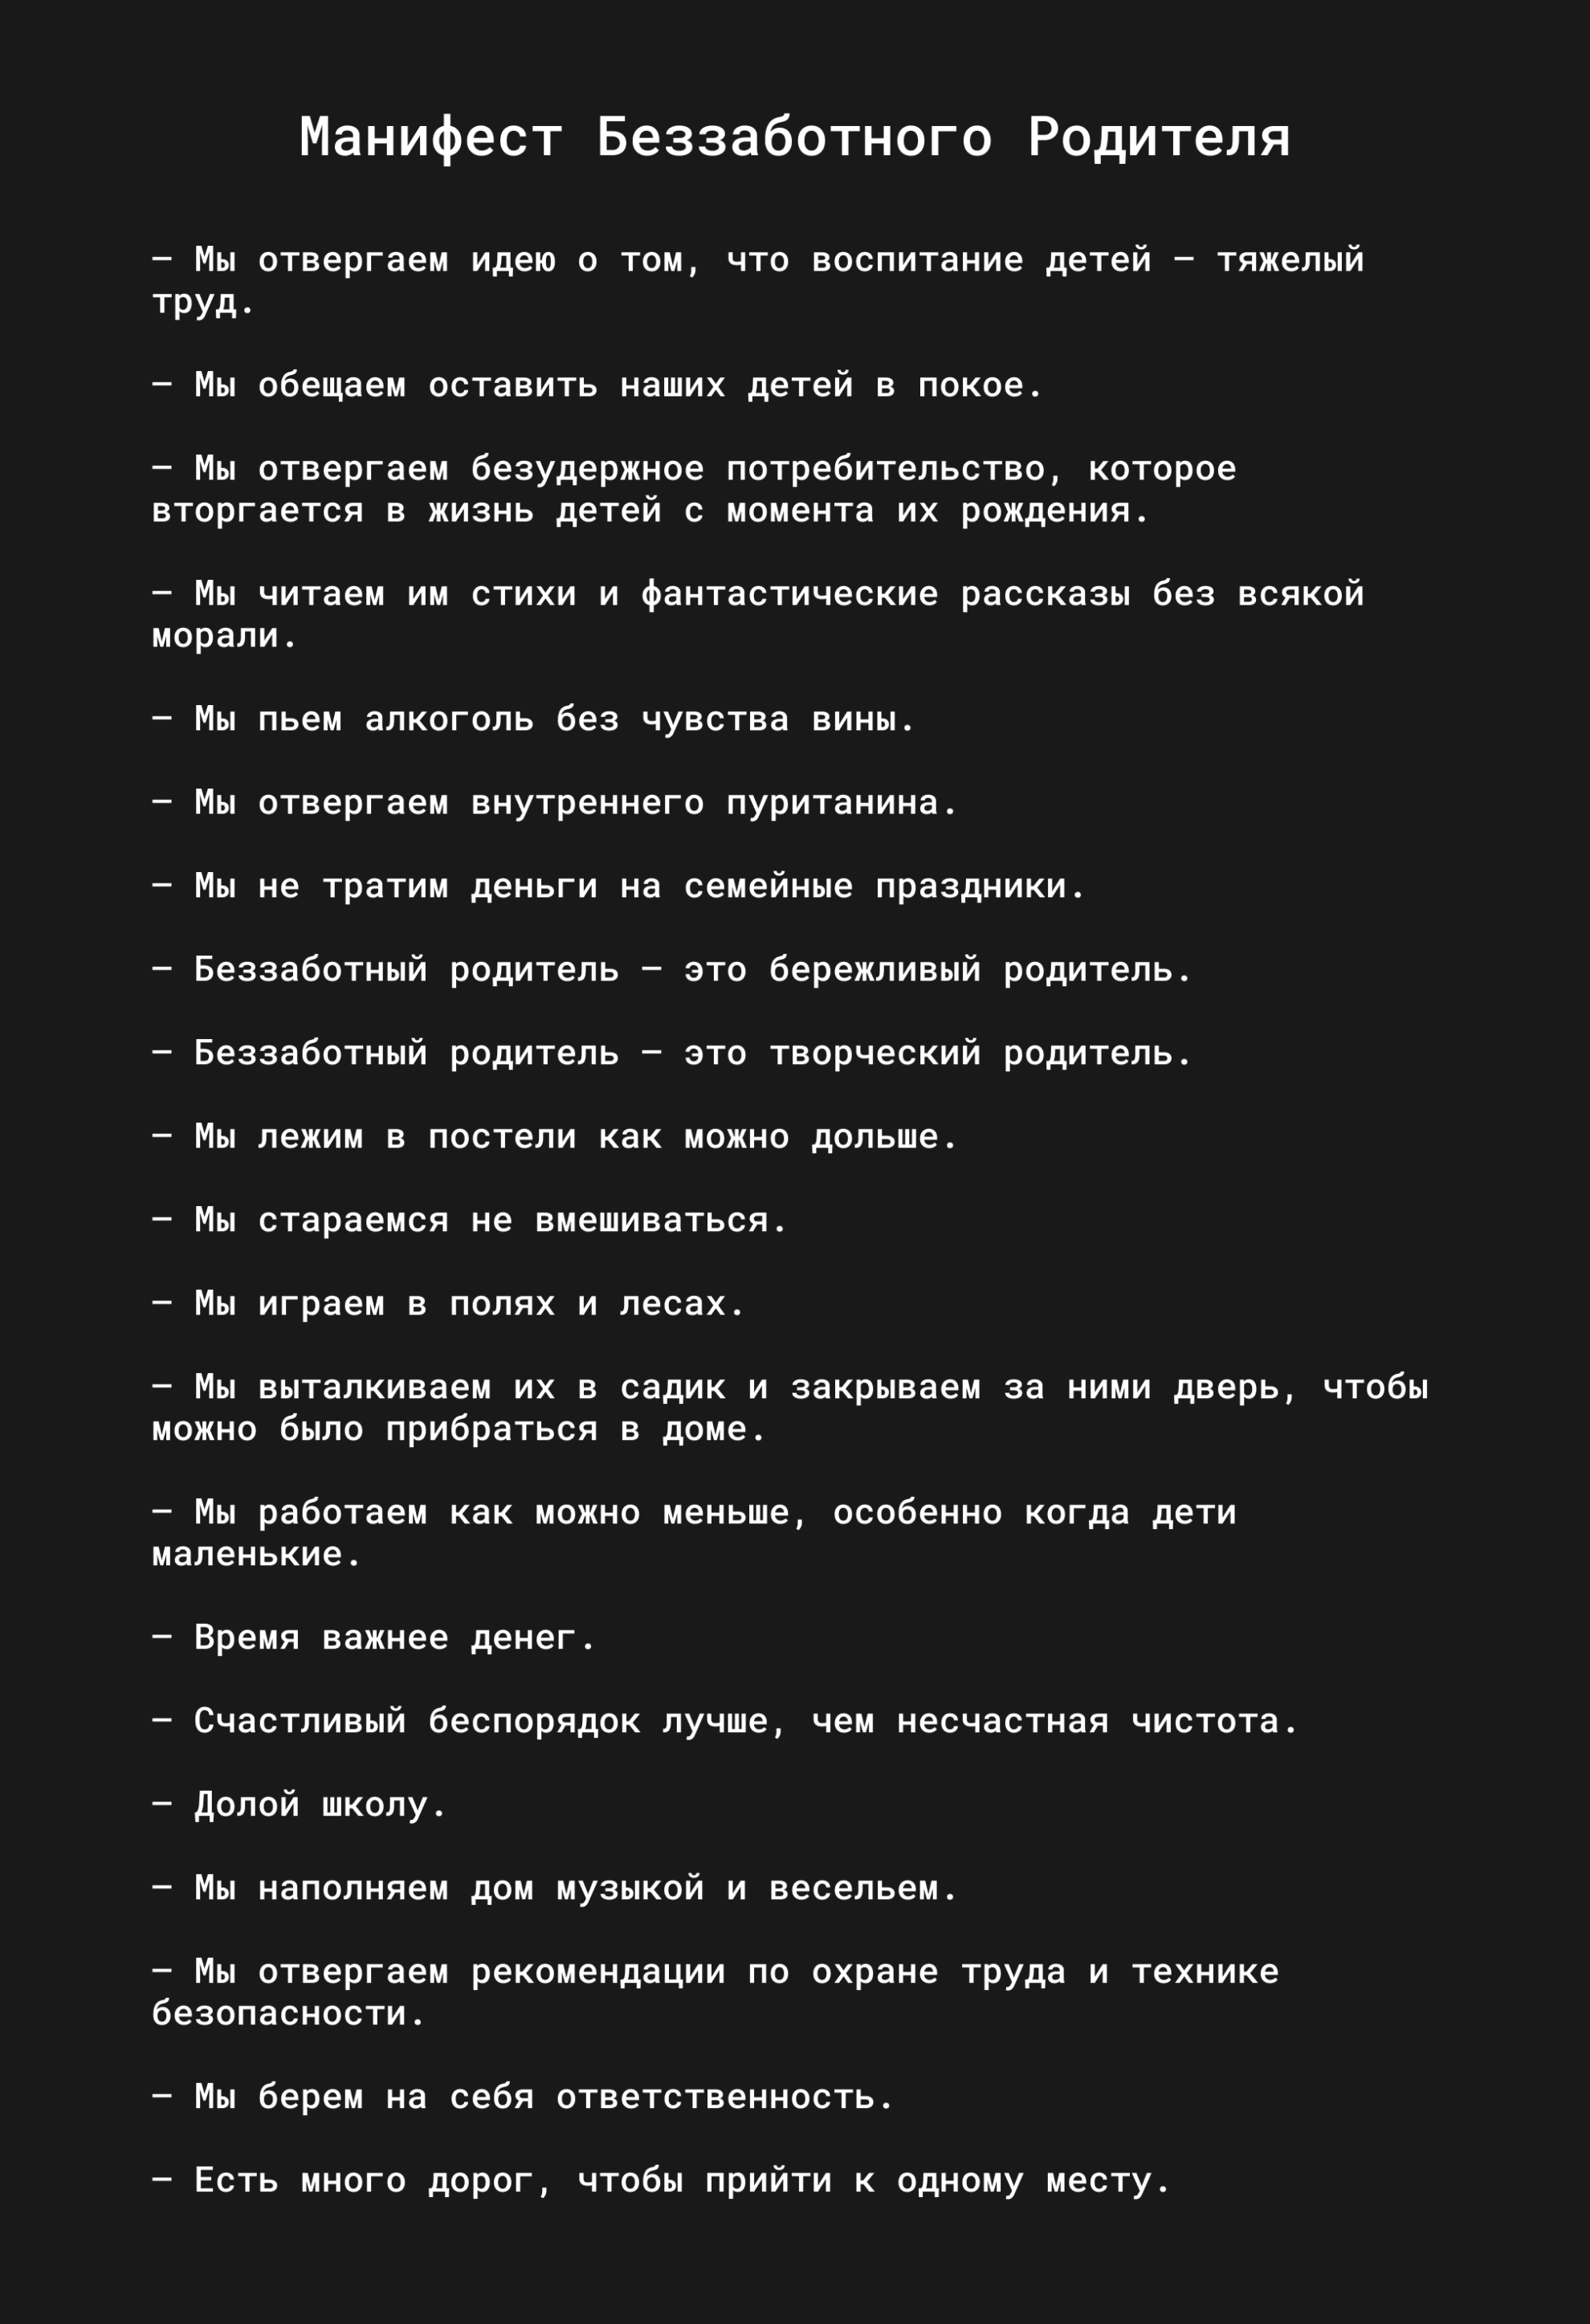 Манифест Беззаботного Родителя
— Мы отвергаем идею о том, что воспитание детей — тяжелый
труд.
— Мы обещаем оставить наших детей в покое.
— Мы отвергаем безудержное потребительство, которое
вторгается в жизнь детей с момента их рождения.
— Мы читаем им стихи и фантастические рассказы без всякой
морали.
— Мы пьем алкоголь без чувства вины.
— Мы отвергаем внутреннего пуританина.
— Мы не тратим деньги на семейные праздники.
— Беззаботный родитель — это бережливый родитель.
— Беззаботный родитель — это творческий родитель.
— Мы лежим в постели как можно дольше.
— Мы стараемся не вмешиваться.
— Мы играем в полях и лесах.
— Мы выталкиваем их в садик и закрываем за ними дверь, чтобы
можно было прибраться в доме.
— Мы работаем как можно меньше, особенно когда дети
маленькие.
— Время важнее денег.
— Счастливый беспорядок лучше, чем несчастная чистота.
— Долой школу.
— Мы наполняем дом музыкой и весельем.
— Мы отвергаем рекомендации по охране труда и технике
безопасности.
— Мы берем на себя ответственность.
— Есть много дорог, чтобы прийти к одному месту.